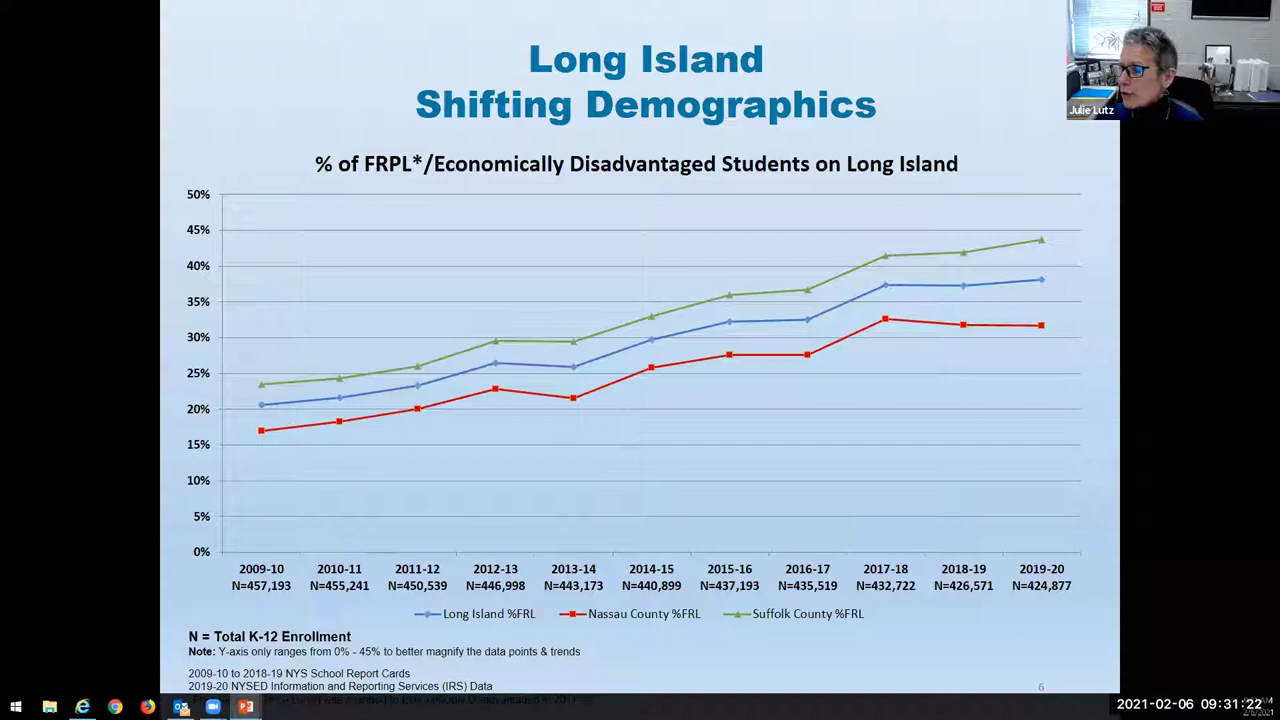 Long Island
Shifting Demographics
Julie Lutz
% of FRPL*/Economically Disadvantaged Students on Long Island
50%
45%
40%
35%
30%
25%
20%
15%
10%
5%
0%
2009-10 2010-11 2011-12 2012-13 2013-14 2014-15 2015-16 2016-17 2017-18 2018-19 2019-20
N=457,193 N=455,241 N=450,539 N=446,998 N=443,173 N=440,899 N=437,193 N=435,519 N=432,722 N=426,571 N=424,877
Long Island %FRL Nassau County %FRL Suffolk County %FRL
N = Total K-12 Enrollment
Note: Y-axis only ranges from 0% - 45% to better magnify the data points & trends
2009-10 to 2018-19 NYS School Report Cards
2019-20 NYSED Information and Reporting Services (IRS) Data
6
2021-02-06 09:31:22